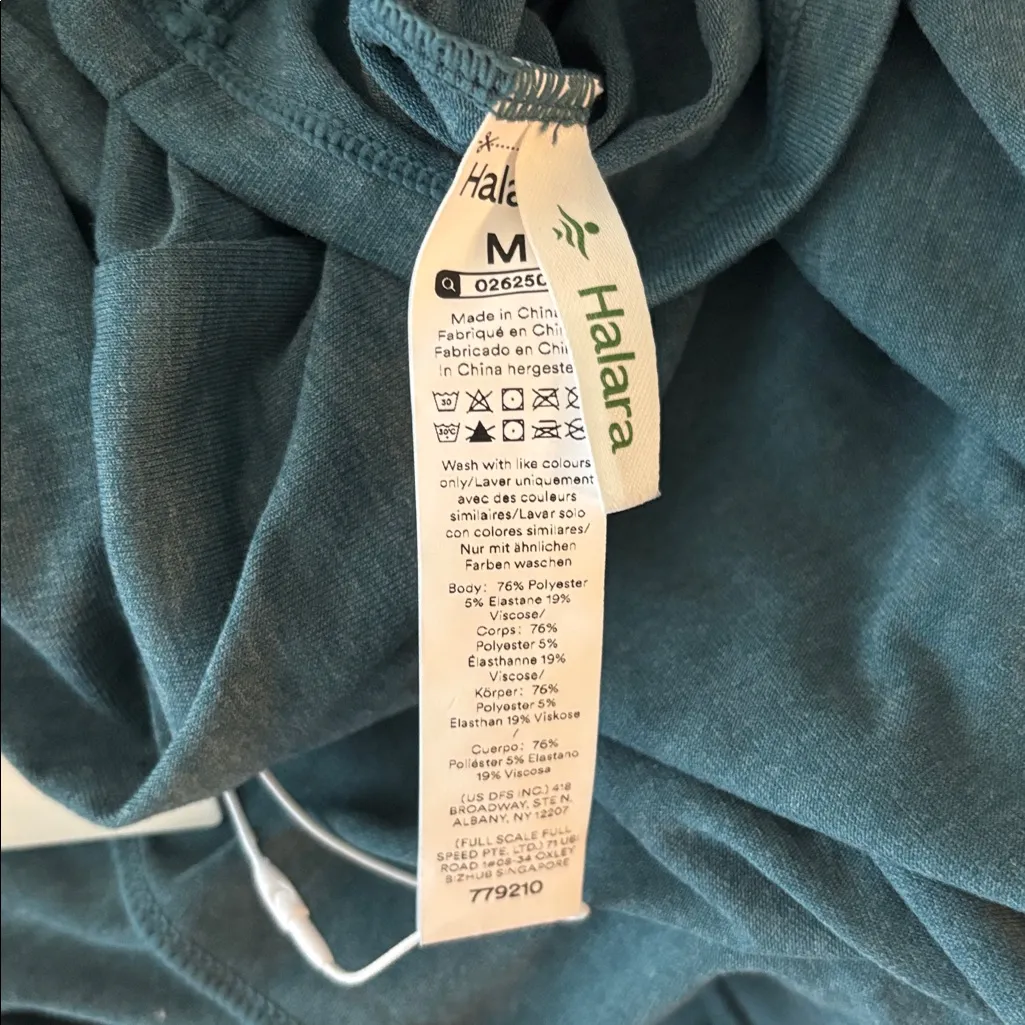 Hala
M
02625
Made in Chin
Fabriqué en Chi
Fabricado en Chi
In China hergeste
30
30°C
Wash with like colours
only/Laver uniquement
avec des couleurs
similaires/Lavar solo
con colores similares/
Nur mit ähnlichen
Farben waschen
Body: 76% Polyester
5% Elastane 19%
Viscose/
Corps: 76%
Polyester 5%
Élasthanne 19%
Viscose/
Körper: 76%
Polyester 5%
Elasthan 19% Viskose
/
Cuerpo: 76%
Poliéster 5% Elastano
19% Viscosa
(US DFS INC.) 418
BROADWAY, STE N,
ALBANY, NY 12207
(FULL SCALE FULL
SPEED PTE. LTD.) 71 UBI
ROAD 1#08-34 OXLEY
BIZHUB SINGAPORE
779210
Halara